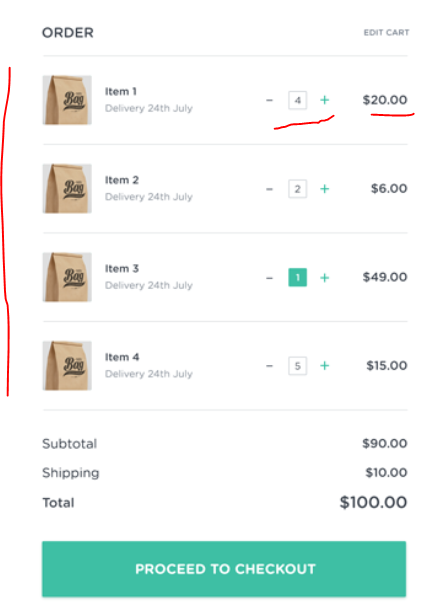 ORDER EDIT CART
Bag
Item 1
Delivery 24th July
- 4 + $20.00
Bag
Item 2
Delivery 24th July
- 2 + $6.00
Bag
Item 3
Delivery 24th July
- 1 + $49.00
Bag
Item 4
Delivery 24th July
- 5 + $15.00
Subtotal $90.00
Shipping $10.00
Total $100.00
PROCEED TO CHECKOUT